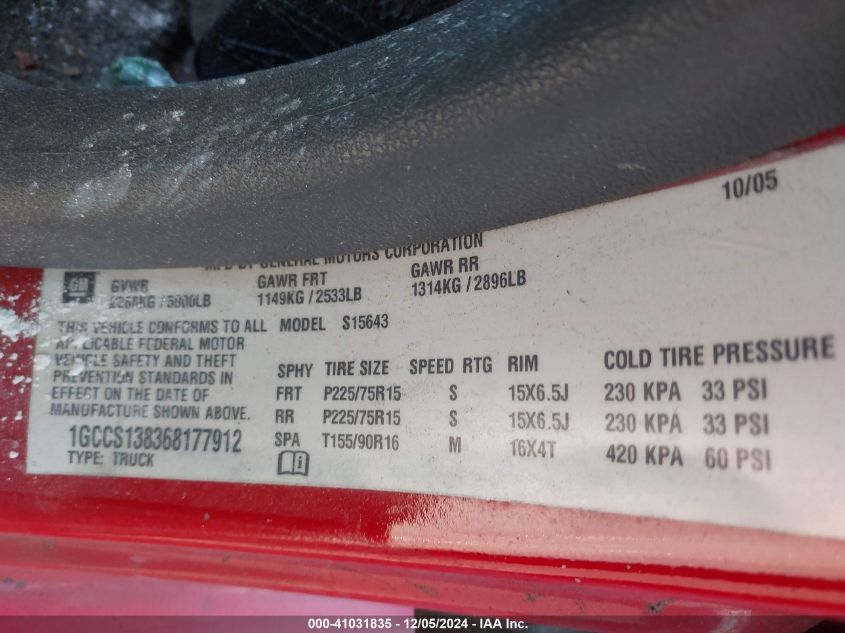 10/05
MFD BY GENERAL MOTORS CORPORATION
GM
GVWR GAWR FRT GAWR RR
2268KG / 5000LB 1149KG / 2533LB 1314KG / 2896LB
THIS VEHICLE CONFORMS TO ALL
APPLICABLE FEDERAL MOTOR
VEHICLE SAFETY AND THEFT
PREVENTION STANDARDS IN
EFFECT ON THE DATE OF
MANUFACTURE SHOWN ABOVE.
1GCCS138368177912
TYPE: TRUCK
MODEL S15643
SPHY TIRE SIZE SPEED RTG RIM COLD TIRE PRESSURE
FRT P225/75R15 S 15X6.5J 230 KPA 33 PSI
RR P225/75R15 S 15X6.5J 230 KPA 33 PSI
SPA T155/90R16 M 16X4T 420 KPA 60 PSI
000-41031835 - 12/05/2024 - IAA Inc.